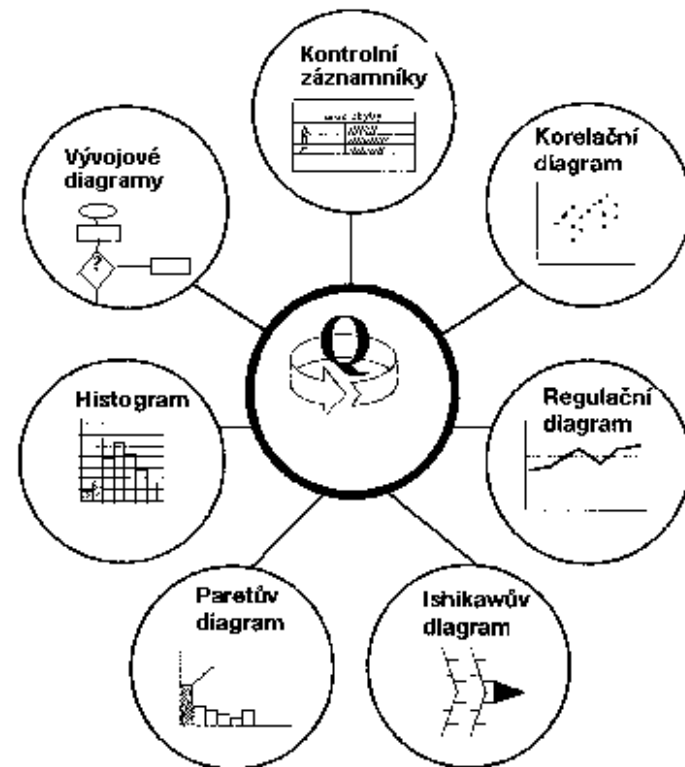 Kontrolní
záznamníky
Korelační
diagram
Vývojové
diagramy
?
Q
Histogram
Regulační
diagram
Paretův
diagram
Ishikawův
diagram